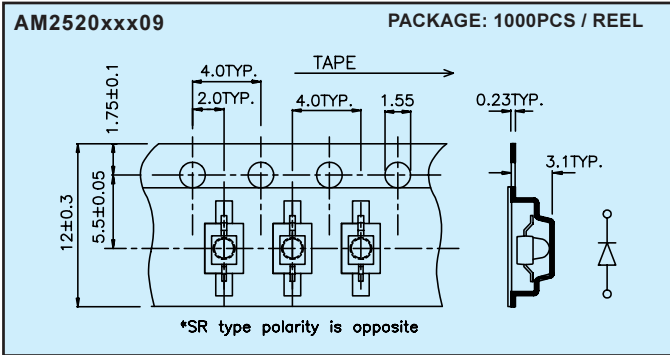 AM2520xxx09
PACKAGE: 1000PCS / REEL
TAPE
4.0TYP.
2.0TYP.
4.0TYP.
1.55
0.23TYP.
1.75±0.1
3.1TYP.
12±0.3
5.5±0.05
*SR type polarity is opposite